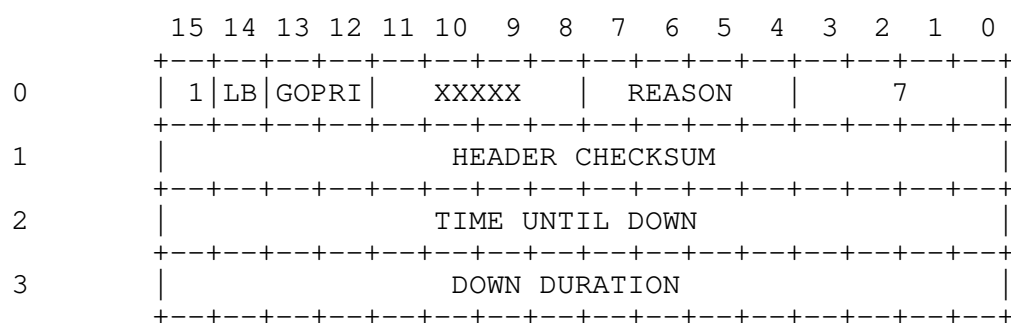 15 14 13 12 11 10 9 8 7 6 5 4 3 2 1 0
+--+--+--+--+--+--+--+--+--+--+--+--+--+--+--+--+
0 | 1|LB|GOPRI| XXXXX | REASON | 7 |
+--+--+--+--+--+--+--+--+--+--+--+--+--+--+--+--+
1 | HEADER CHECKSUM |
+--+--+--+--+--+--+--+--+--+--+--+--+--+--+--+--+
2 | TIME UNTIL DOWN |
+--+--+--+--+--+--+--+--+--+--+--+--+--+--+--+--+
3 | DOWN DURATION |
+--+--+--+--+--+--+--+--+--+--+--+--+--+--+--+--+